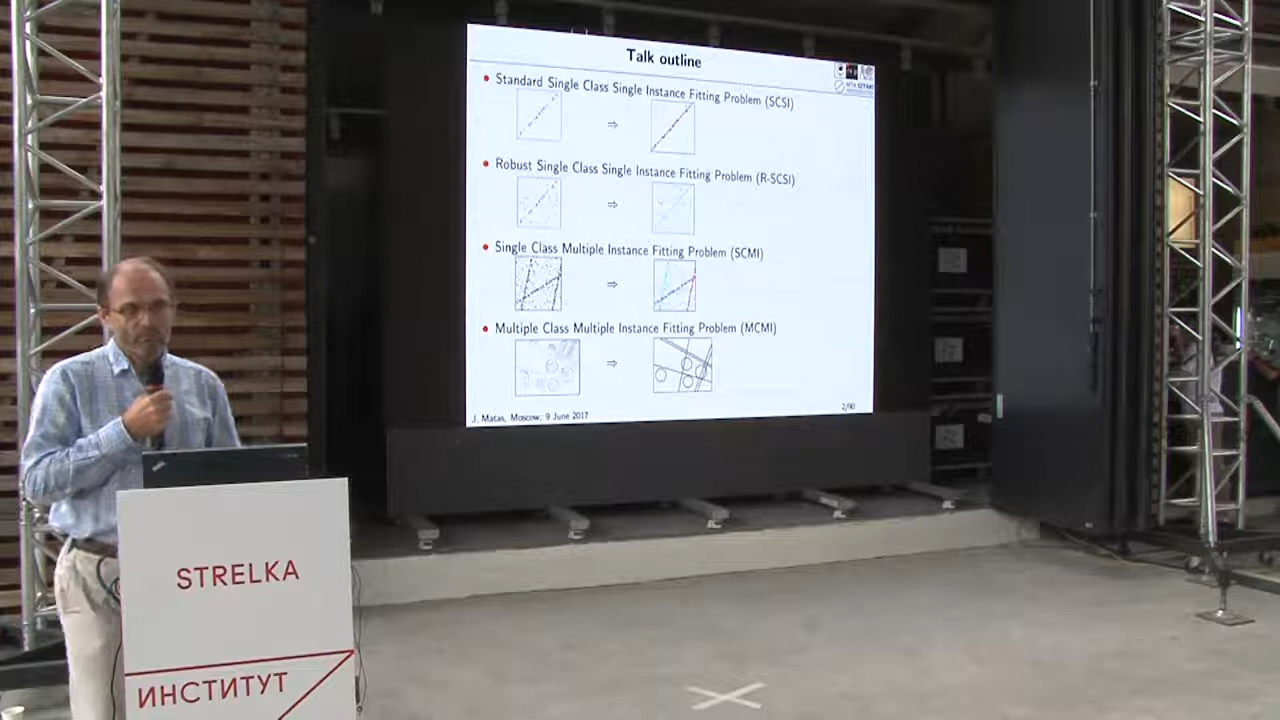 Talk outline
Standard Single Class Single Instance Fitting Problem (SCSI)
Robust Single Class Single Instance Fitting Problem (R-SCSI)
Single Class Multiple Instance Fitting Problem (SCMI)
Multiple Class Multiple Instance Fitting Problem (MCMI)
J. Matas, Moscow, 9 June 2017
2/90
STRELKA
ИНСТИТУТ